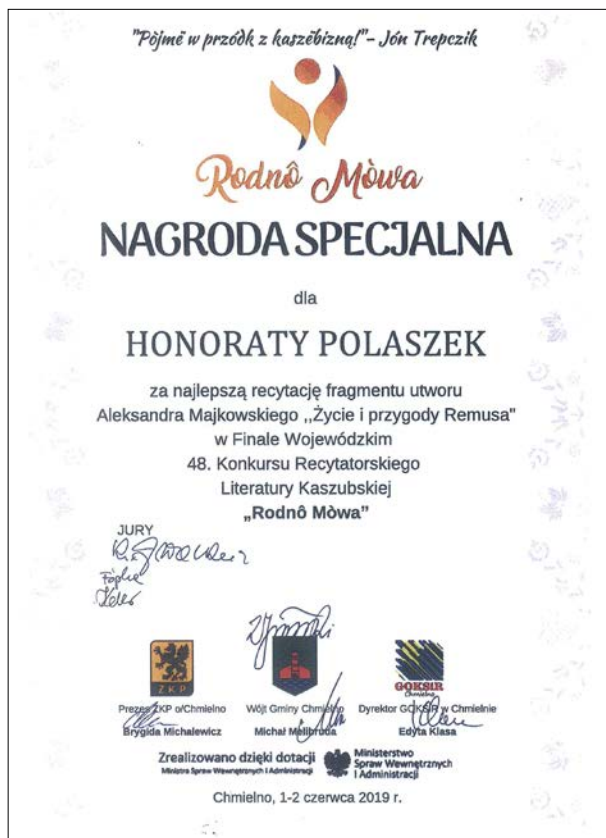 "Pòjmë w przódk z kaszëbizną!"– Jón Trepczik
Rodnô Mòwa
NAGRODA SPECJALNA
dla
HONORATY POLASZEK
za najlepszą recytację fragmentu utworu
Aleksandra Majkowskiego ,,Życie i przygody Remusa"
w Finale Wojewódzkim
48. Konkursu Recytatorskiego
Literatury Kaszubskiej
„Rodnô Mòwa”
JURY
ZKP
GOKSiR
Chmielno
Prezes ZKP o/Chmielno
Wójt Gminy Chmielno
Dyrektor GOKSiR w Chmielnie
Brygida Michalewicz
Michał Melibruda
Edyta Klasa
Zrealizowano dzięki dotacji
Ministra Spraw Wewnętrznych i Administracji
Ministerstwo
Spraw Wewnętrznych
i Administracji
Chmielno, 1-2 czerwca 2019 r.